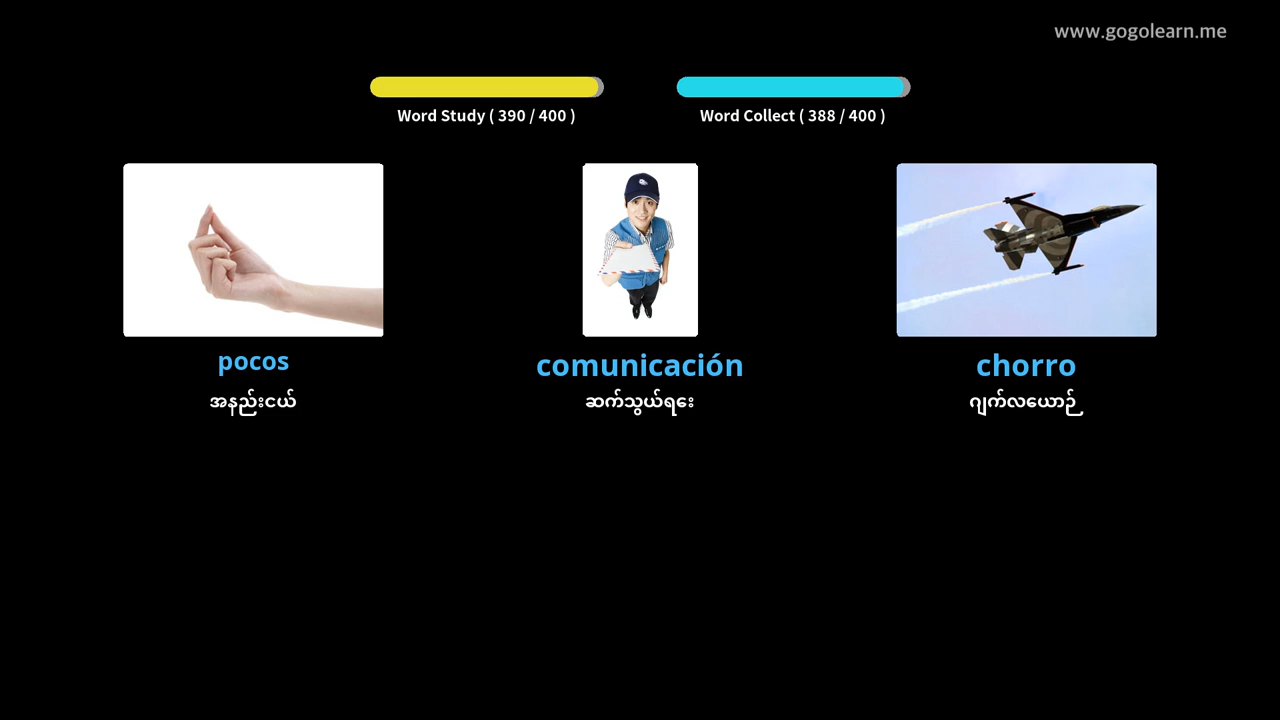 www.gogolearn.me
Word Study ( 390 / 400 )
Word Collect ( 388 / 400 )
pocos
comunicación
chorro
အနည်းငယ်
ဆက်သွယ်ရေး
ဂျက်လယောဉ်